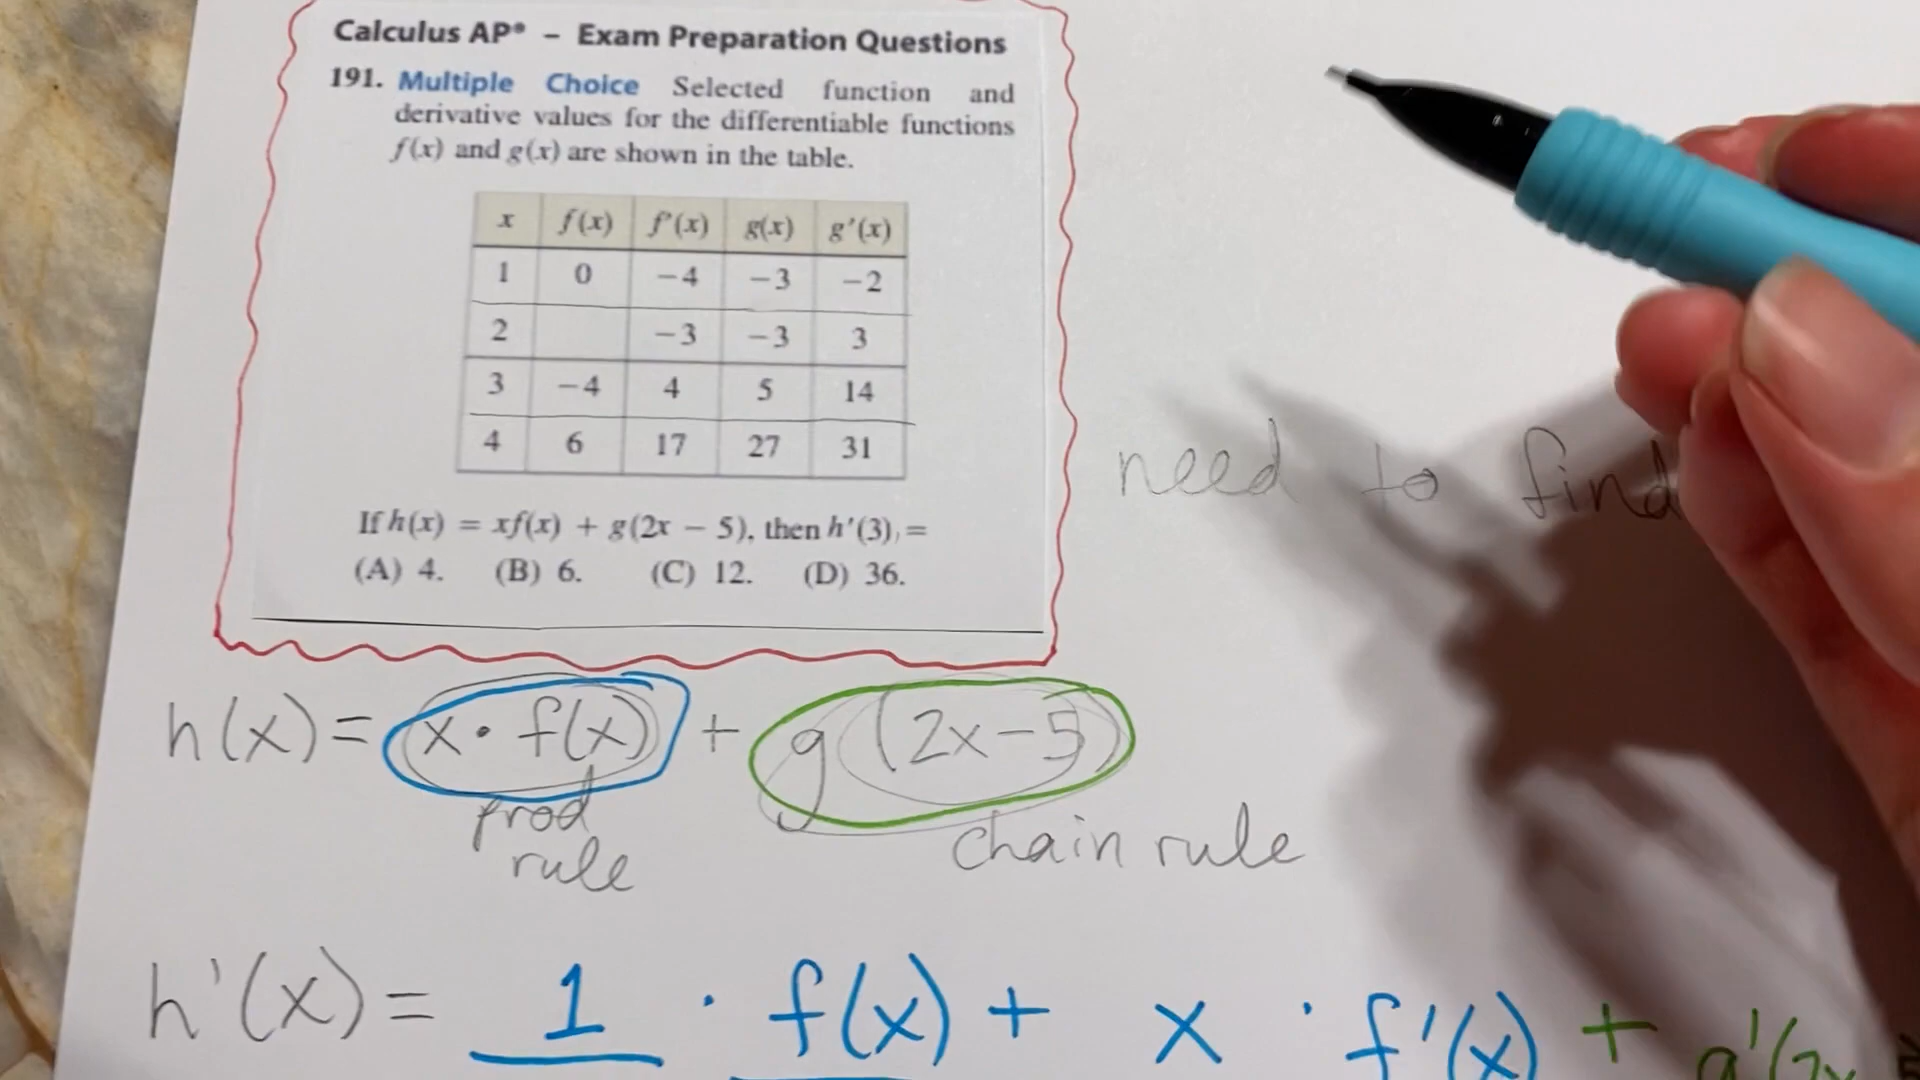 Calculus AP® – Exam Preparation Questions
191. Multiple Choice Selected function and
derivative values for the differentiable functions
f(x) and g(x) are shown in the table.
x f(x) f'(x) g(x) g'(x)
1 0 −4 −3 −2
2 −3 −3 3
3 −4 4 5 14
4 6 17 27 31
If h(x) = xf(x) + g(2x − 5), then h'(3) =
(A) 4. (B) 6. (C) 12. (D) 36.
need to find
h(x) = x · f(x) + g(2x−5)
prod
rule
chain rule
h'(x) = 1 · f(x) + x · f'(x) + g'(2x